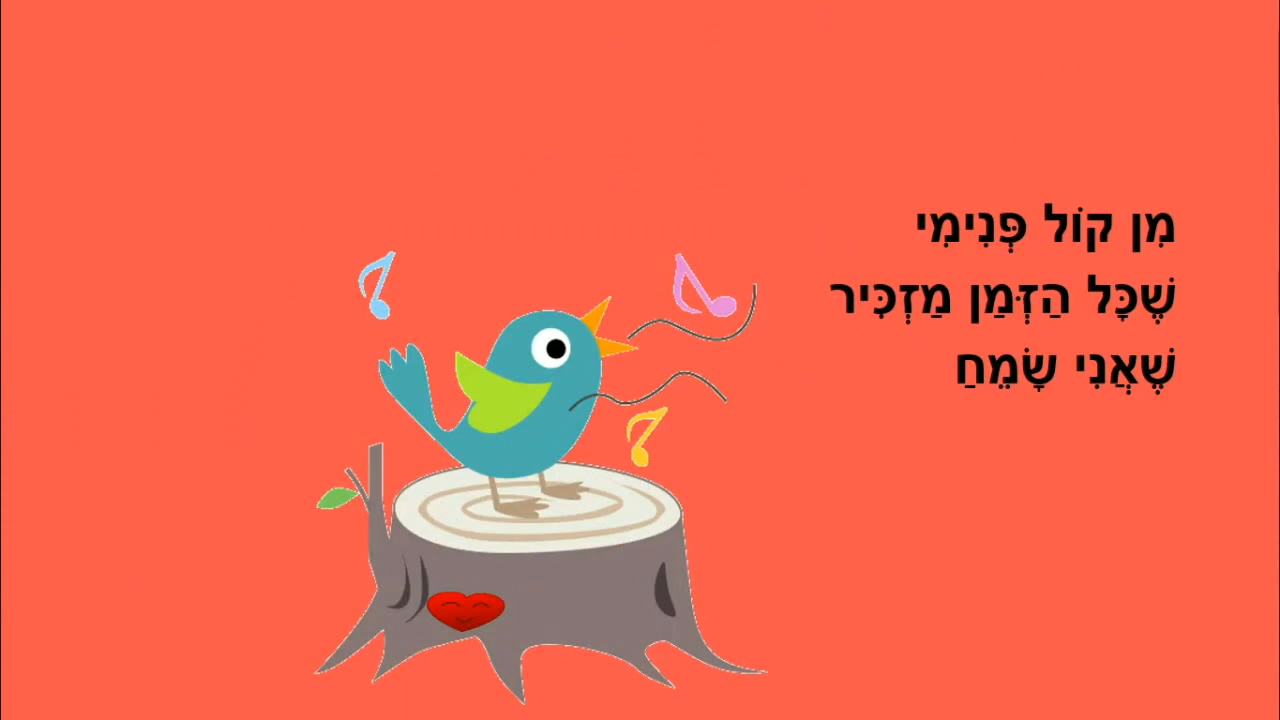 מִן קוֹל פְּנִימִי
שֶׁכָּל הַזְּמַן מַזְכִּיר
שֶׁאֲנִי שָׂמֵחַ